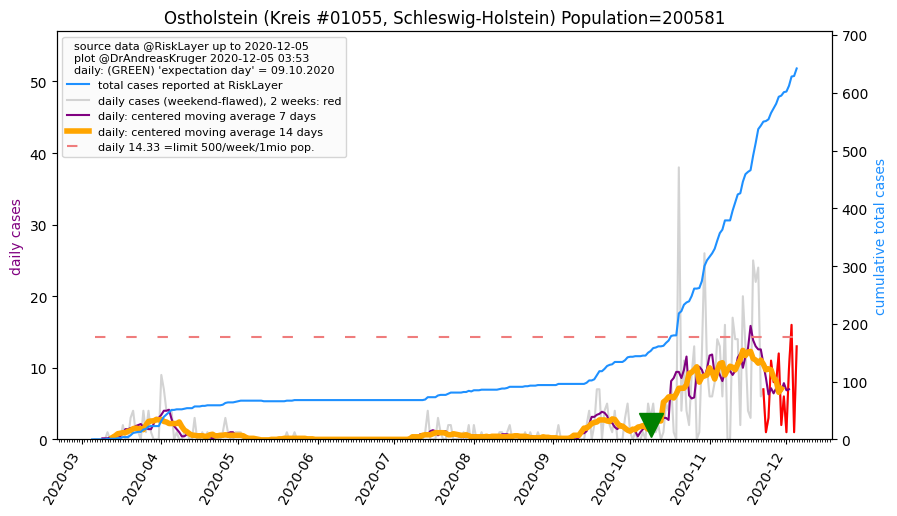 Ostholstein (Kreis #01055, Schleswig-Holstein) Population=200581
source data @RiskLayer up to 2020-12-05
plot @DrAndreasKruger 2020-12-05 03:53
daily: (GREEN) 'expectation day' = 09.10.2020
total cases reported at RiskLayer
daily cases (weekend-flawed), 2 weeks: red
daily: centered moving average 7 days
daily: centered moving average 14 days
daily 14.33 =limit 500/week/1mio pop.
daily cases
50
40
30
20
10
0
cumulative total cases
700
600
500
400
300
200
100
0
2020-03
2020-04
2020-05
2020-06
2020-07
2020-08
2020-09
2020-10
2020-11
2020-12